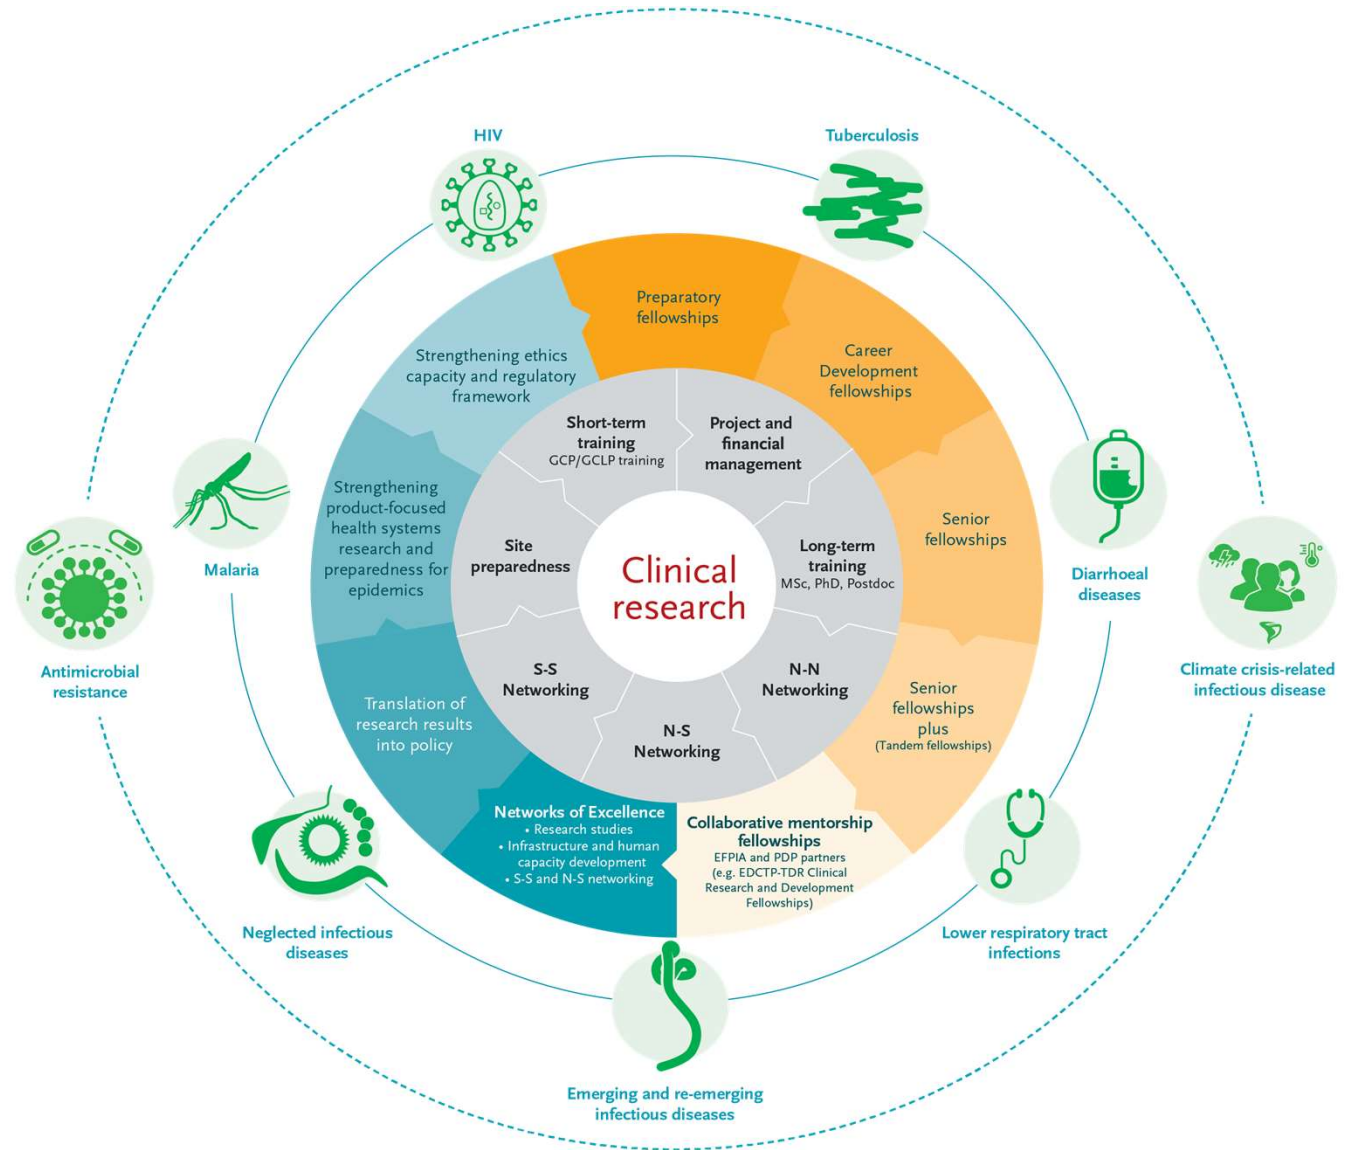 HIV
Tuberculosis
Preparatory
fellowships
Strengthening ethics
capacity and regulatory
framework
Career
Development
fellowships
Short-term
training
GCP/GCLP training
Project and
financial
management
Malaria
Strengthening
product-focused
health systems
research and
preparedness for
epidemics
Site
preparedness
Clinical
research
Long-term
training
MSc, PhD, Postdoc
Senior
fellowships
Diarrhoeal
diseases
Antimicrobial
resistance
Climate crisis-related
infectious disease
S-S
Networking
N-N
Networking
N-S
Networking
Translation of
research results
into policy
Senior
fellowships
plus
(Tandem fellowships)
Networks of Excellence
• Research studies
• Infrastructure and human
capacity development
• S-S and N-S networking
Collaborative mentorship
fellowships
EFPIA and PDP partners
(e.g. EDCTP-TDR Clinical
Research and Development
Fellowships)
Neglected infectious
diseases
Lower respiratory tract
infections
Emerging and re-emerging
infectious diseases